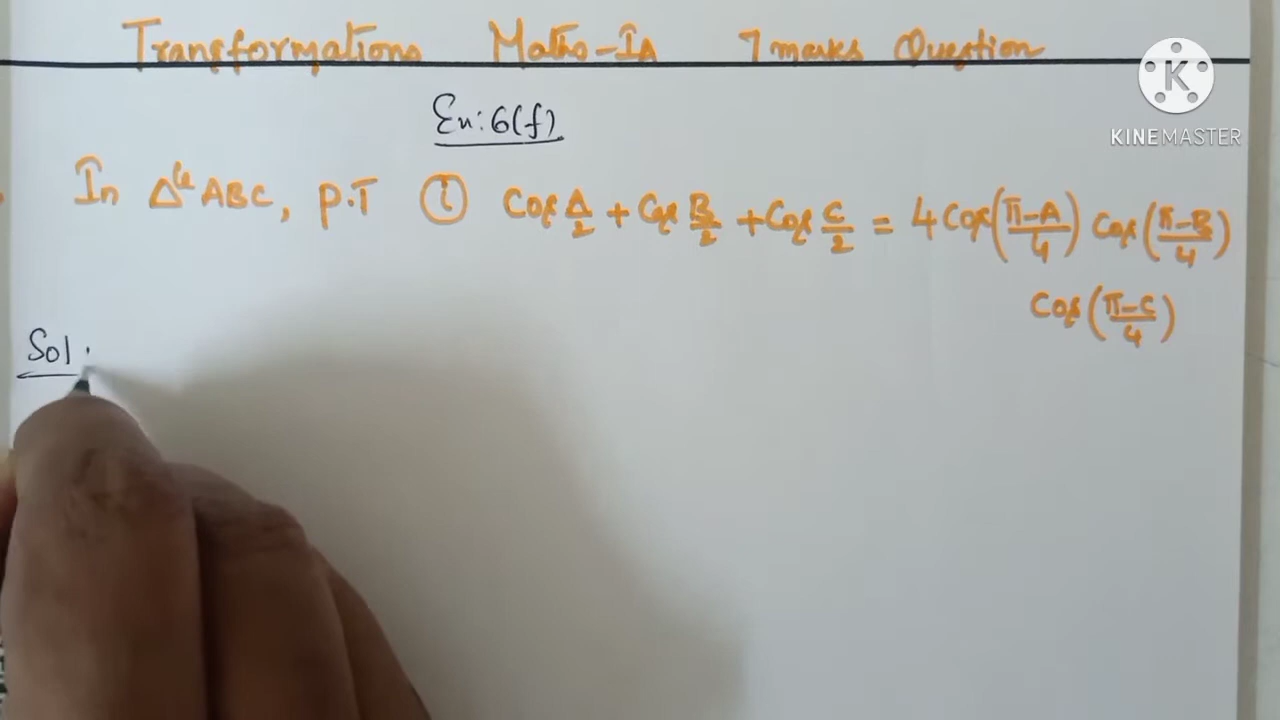 Transformations Maths-IA 7 marks Question
KINEMASTER
Ex: 6(f)
In Δle ABC, P.T ① Cos A/2 + Cos B/2 + Cos C/2 = 4 Cos(π-A/4) Cos(π-B/4)
Cos(π-C/4)
Sol: